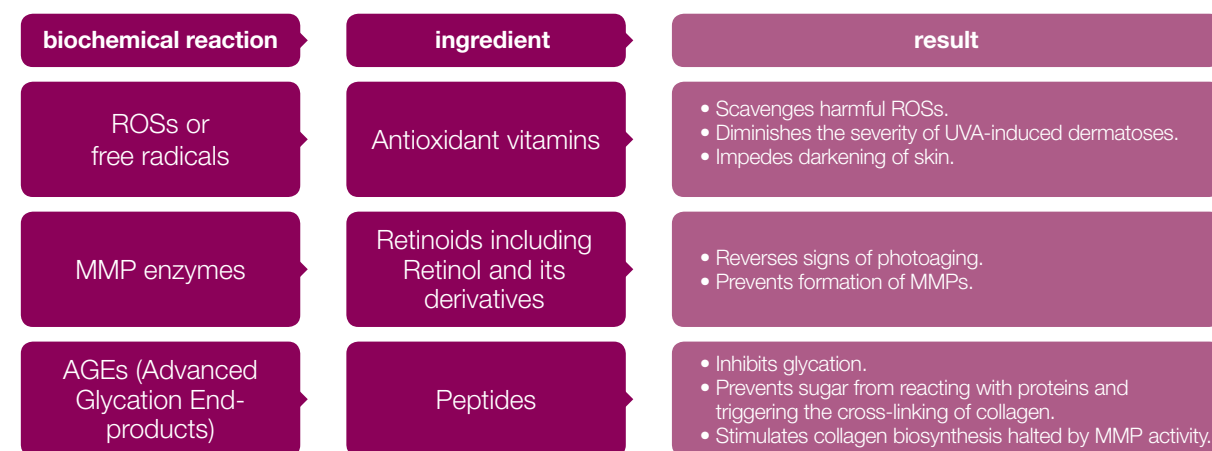 biochemical reaction
ingredient
result
ROSs or
free radicals
Antioxidant vitamins
• Scavenges harmful ROSs.
• Diminishes the severity of UVA-induced dermatoses.
• Impedes darkening of skin.
MMP enzymes
Retinoids including
Retinol and its
derivatives
• Reverses signs of photoaging.
• Prevents formation of MMPs.
AGEs (Advanced
Glycation End-
products)
Peptides
• Inhibits glycation.
• Prevents sugar from reacting with proteins and
triggering the cross-linking of collagen.
• Stimulates collagen biosynthesis halted by MMP activity.